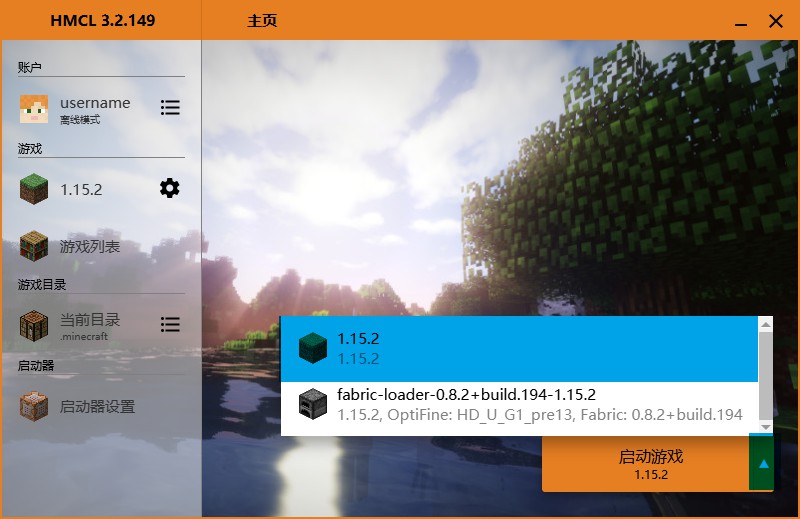 HMCL 3.2.149
主页
账户
username
离线模式
游戏
1.15.2
游戏列表
游戏目录
当前目录
.minecraft
启动器
启动器设置
1.15.2
1.15.2
fabric-loader-0.8.2+build.194-1.15.2
1.15.2, OptiFine: HD_U_G1_pre13, Fabric: 0.8.2+build.194
启动游戏
1.15.2